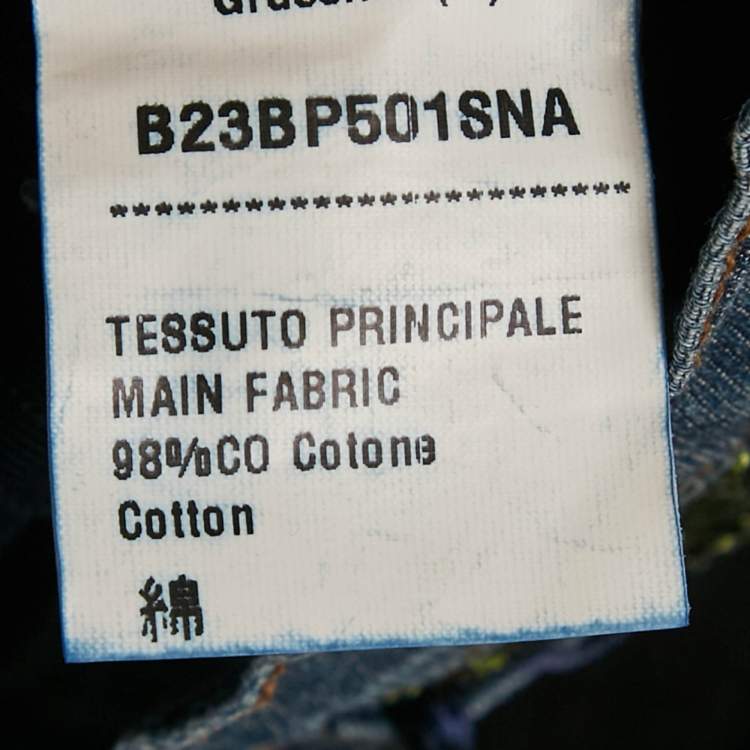 B23BP501SNA
************************
TESSUTO PRINCIPALE
MAIN FABRIC
98%CO Cotone
Cotton
綿